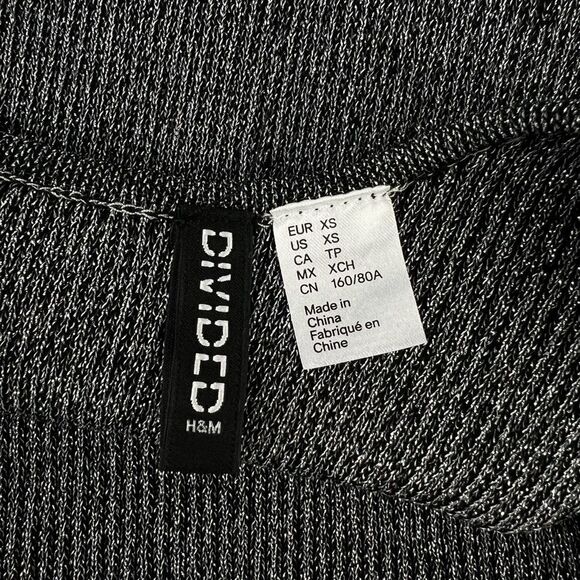 DIVIDED
H&M
EUR XS
US XS
CA TP
MX XCH
CN 160/80A
Made in
China
Fabriqué en
Chine